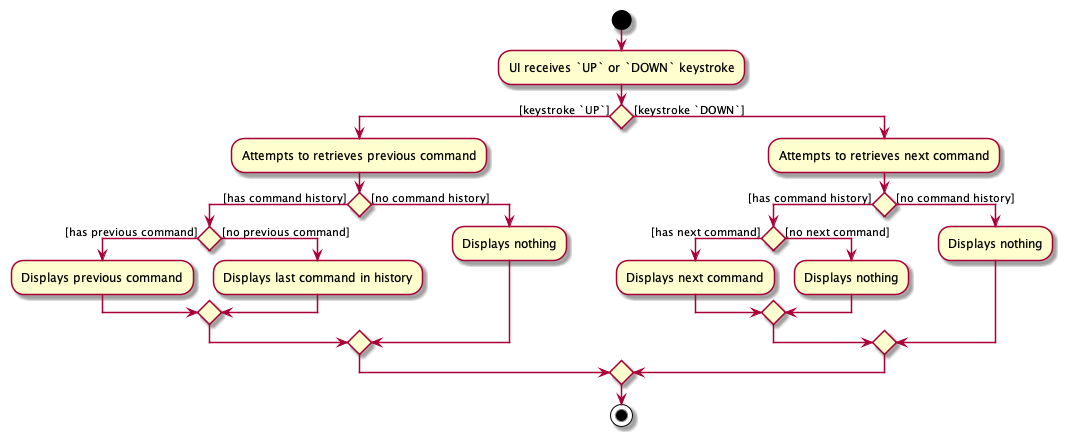 UI receives `UP` or `DOWN` keystroke
[keystroke `UP`]
[keystroke `DOWN`]
Attempts to retrieves previous command
Attempts to retrieves next command
[has command history]
[no command history]
[has command history]
[no command history]
[has previous command]
[no previous command]
Displays nothing
[has next command]
[no next command]
Displays nothing
Displays previous command
Displays last command in history
Displays next command
Displays nothing